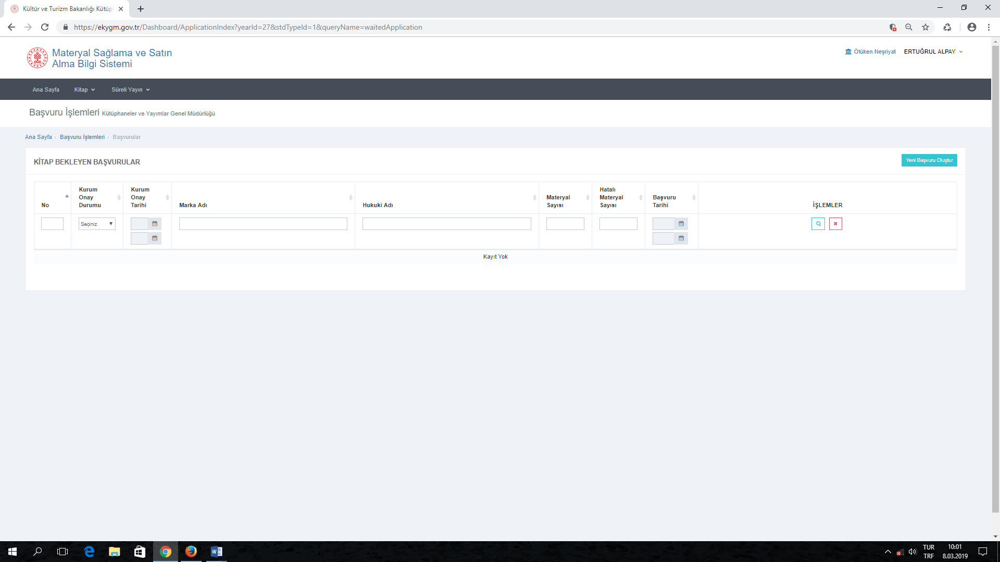 Kültür ve Turizm Bakanlığı Kütüp
https://ekygm.gov.tr/Dashboard/ApplicationIndex?yearId=27&stdTypeId=1&queryName=waitedApplication
Materyal Sağlama ve Satın
Alma Bilgi Sistemi
Ötüken Neşriyat ERTUĞRUL ALPAY
Ana Sayfa Kitap Süreli Yayın
Başvuru İşlemleri Kütüphaneler ve Yayımlar Genel Müdürlüğü
Ana Sayfa › Başvuru İşlemleri › Başvurular
KİTAP BEKLEYEN BAŞVURULAR
Yeni Başvuru Oluştur
No
Kurum
Onay
Durumu
Kurum
Onay
Tarihi
Marka Adı
Hukuki Adı
Materyal
Sayısı
Hatalı
Materyal
Sayısı
Başvuru
Tarihi
İŞLEMLER
Seçiniz
Kayıt Yok
TUR
TRF
10:01
8.03.2019